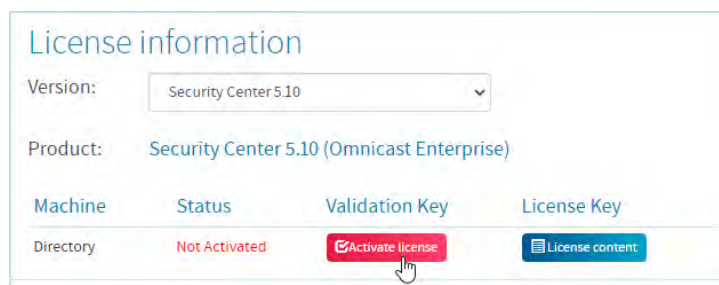 License information
Version: Security Center 5.10
Product: Security Center 5.10 (Omnicast Enterprise)
Machine Status Validation Key License Key
Directory Not Activated Activate license License content